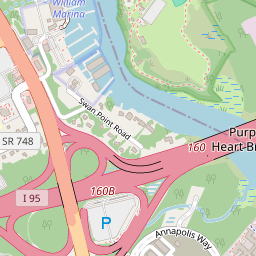 William
Marina
Swan Point Road
SR 748
160
Purp
Heart Br
I 95
160B
P
Annapolis Way